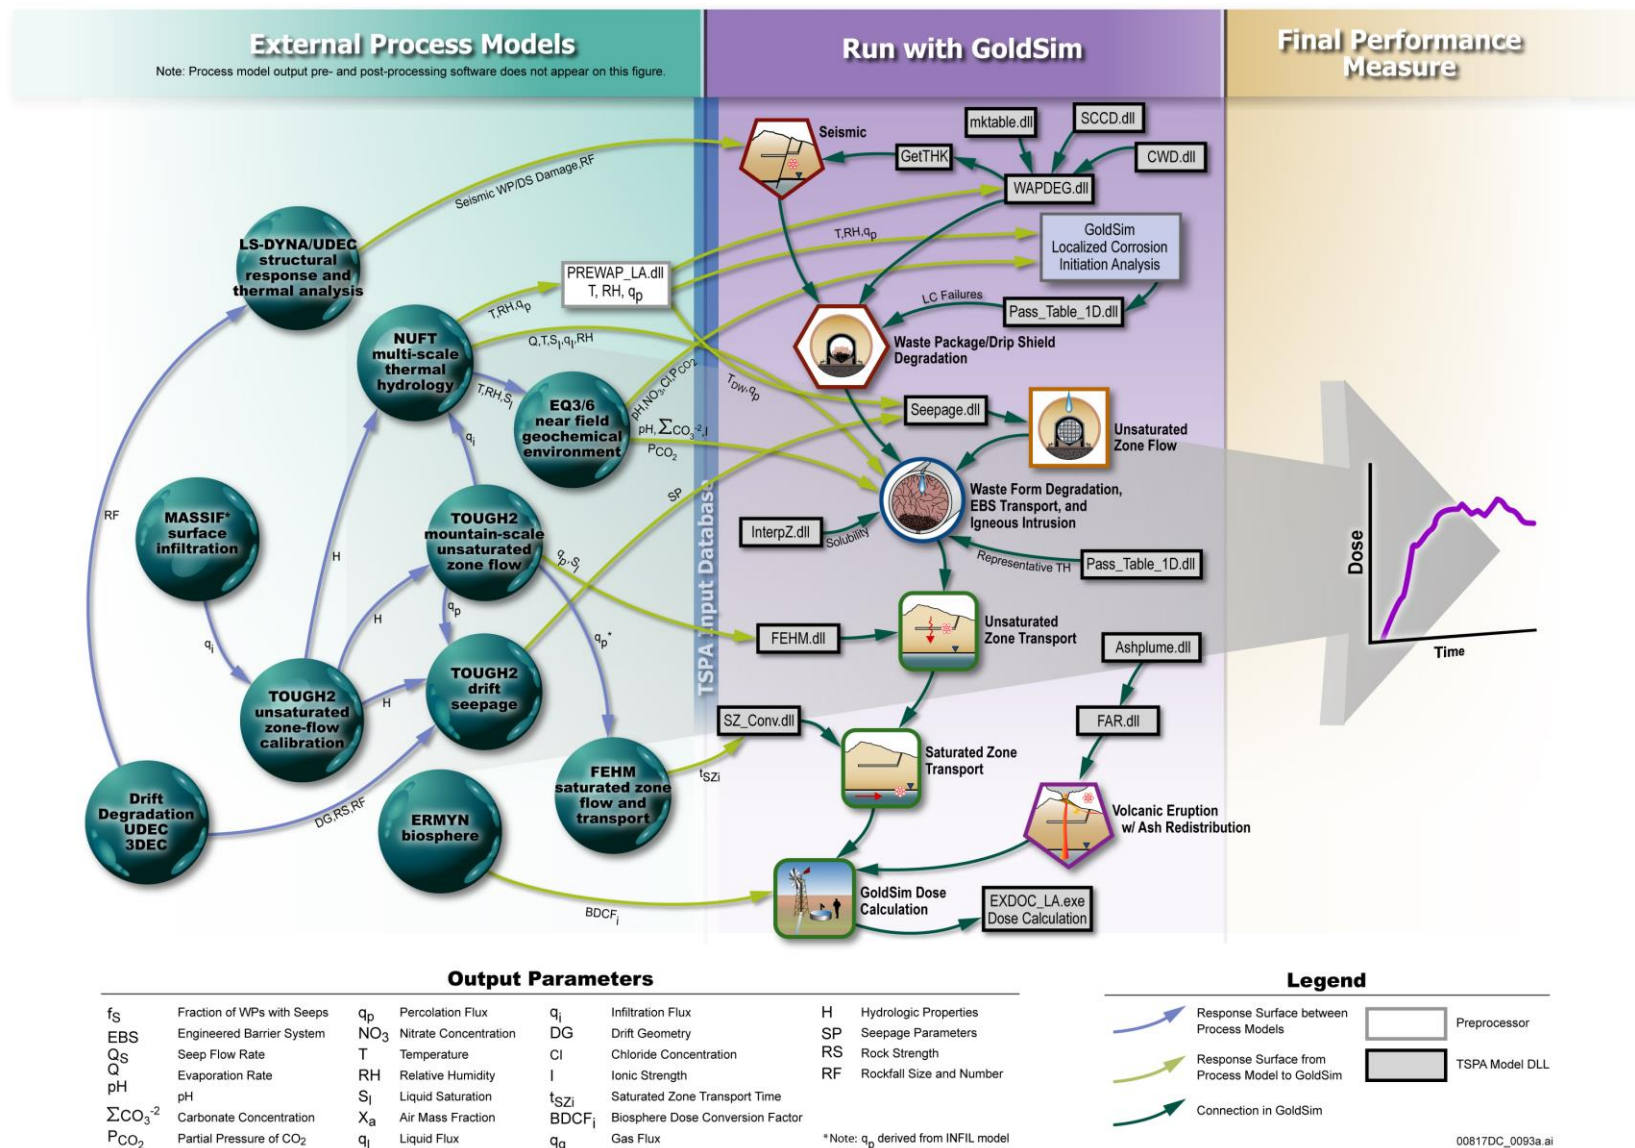 External Process Models
Note: Process model output pre- and post-processing software does not appear on this figure.
Run with GoldSim
Final Performance
Measure
TSPA Input Database
LS-DYNA/UDEC
structural
response and
thermal analysis
NUFT
multi-scale
thermal
hydrology
EQ3/6
near field
geochemical
environment
MASSIF*
surface
infiltration
TOUGH2
mountain-scale
unsaturated
zone flow
TOUGH2
unsaturated
zone-flow
calibration
TOUGH2
drift
seepage
Drift
Degradation
UDEC
3DEC
ERMYN
biosphere
FEHM
saturated zone
flow and
transport
PREWAP_LA.dll
T, RH, qp
Seismic WP/DS Damage,RF
T,RH,qp
Q,T,Sl,ql,RH
T,RH,Sl
qi
RF
H
qi
H
H
qp
qp,Sl
qp*
SP
DG,RS,RF
tSZi
BDCFi
pH,NO3,Cl,PCO2
pH, ΣCO3-2,I
PCO2
TDW,qp
T,RH,qp
Seismic
GetTHK
mktable.dll
SCCD.dll
CWD.dll
WAPDEG.dll
GoldSim
Localized Corrosion
Initiation Analysis
LC Failures
Pass_Table_1D.dll
Waste Package/Drip Shield
Degradation
Seepage.dll
Unsaturated
Zone Flow
Waste Form Degradation,
EBS Transport, and
Igneous Intrusion
InterpZ.dll
Solubility
Representative TH
Pass_Table_1D.dll
FEHM.dll
Unsaturated
Zone Transport
Ashplume.dll
FAR.dll
SZ_Conv.dll
Saturated Zone
Transport
Volcanic Eruption
w/ Ash Redistribution
GoldSim Dose
Calculation
EXDOC_LA.exe
Dose Calculation
Dose
Time
Output Parameters
fS Fraction of WPs with Seeps
EBS Engineered Barrier System
QS Seep Flow Rate
Q Evaporation Rate
pH pH
ΣCO3-2 Carbonate Concentration
PCO2 Partial Pressure of CO2
qp Percolation Flux
NO3 Nitrate Concentration
T Temperature
RH Relative Humidity
Sl Liquid Saturation
Xa Air Mass Fraction
ql Liquid Flux
qi Infiltration Flux
DG Drift Geometry
Cl Chloride Concentration
I Ionic Strength
tSZi Saturated Zone Transport Time
BDCFi Biosphere Dose Conversion Factor
qg Gas Flux
H Hydrologic Properties
SP Seepage Parameters
RS Rock Strength
RF Rockfall Size and Number
*Note: qp derived from INFIL model
Legend
Response Surface between
Process Models
Response Surface from
Process Model to GoldSim
Connection in GoldSim
Preprocessor
TSPA Model DLL
00817DC_0093a.ai